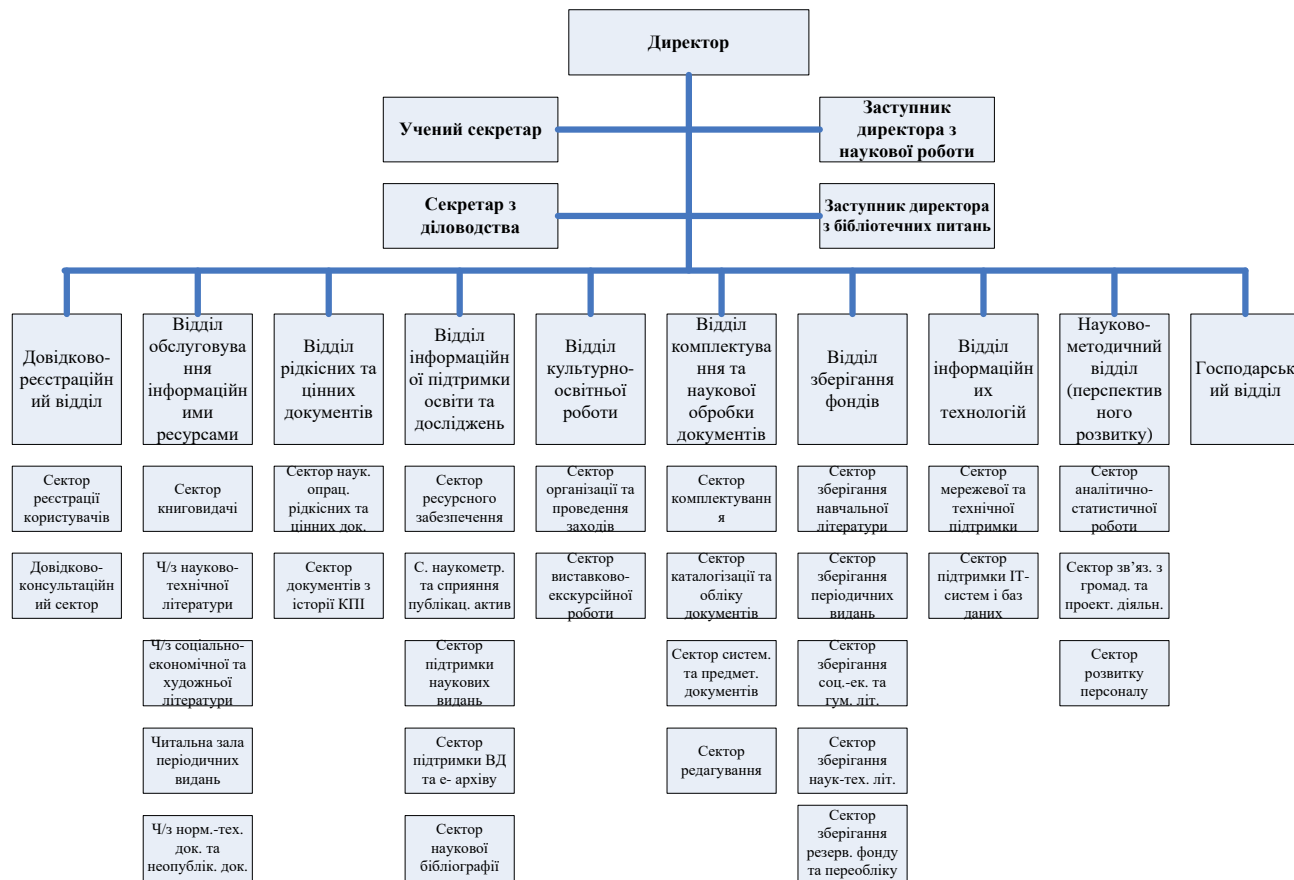 Директор
Учений секретар
Заступник
директора з
наукової роботи
Секретар з
діловодства
Заступник директора
з бібліотечних питань
Довідково-
реєстраційн
ий відділ
Відділ
обслуговува
ння
інформаційн
ими
ресурсами
Відділ
рідкісних та
цінних
документів
Відділ
інформаційн
ої підтримки
освіти та
досліджень
Відділ
культурно-
освітньої
роботи
Відділ
комплектува
ння та
наукової
обробки
документів
Відділ
зберігання
фондів
Відділ
інформаційн
их
технологій
Науково-
методичний
відділ
(перспектив
ного
розвитку)
Господарськ
ий відділ
Сектор
реєстрації
користувачів
Сектор
книговидачі
Сектор наук.
опрац.
рідкісних та
цінних док.
Сектор
ресурсного
забезпечення
Сектор
організації та
проведення
заходів
Сектор
комплектуванн
я
Сектор
зберігання
навчальної
літератури
Сектор
мережевої та
технічної
підтримки
Сектор
аналітично-
статистичної
роботи
Довідково-
консультаційн
ий сектор
Ч/з науково-
технічної
літератури
Сектор
документів з
історії КПІ
С. наукометр.
та сприяння
публікац. актив
Сектор
виставково-
екскурсійної
роботи
Сектор
каталогізації та
обліку
документів
Сектор
зберігання
періодичних
видань
Сектор
підтримки ІТ-
систем і баз
даних
Сектор зв’яз. з
громад. та
проект. діяльн.
Ч/з соціально-
економічної та
художньої
літератури
Сектор
підтримки
наукових
видань
Сектор систем.
та предмет.
документів
Сектор
зберігання
соц.-ек. та
гум. літ.
Сектор
розвитку
персоналу
Читальна зала
періодичних
видань
Сектор
підтримки ВД
та е- архіву
Сектор
редагування
Сектор
зберігання
наук-тех. літ.
Ч/з норм.-тех.
док. та
неопублік. док.
Сектор
наукової
бібліографії
Сектор
зберігання
резерв. фонду
та переобліку